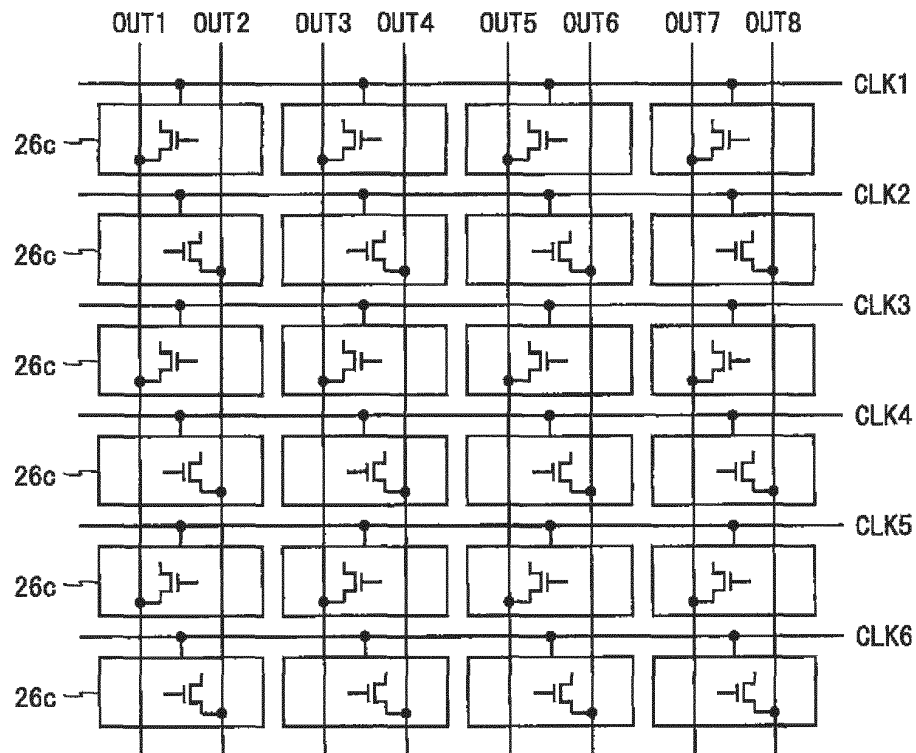 OUT1 OUT2 OUT3 OUT4 OUT5 OUT6 OUT7 OUT8
CLK1
26c
CLK2
26c
CLK3
26c
CLK4
26c
CLK5
26c
CLK6
26c